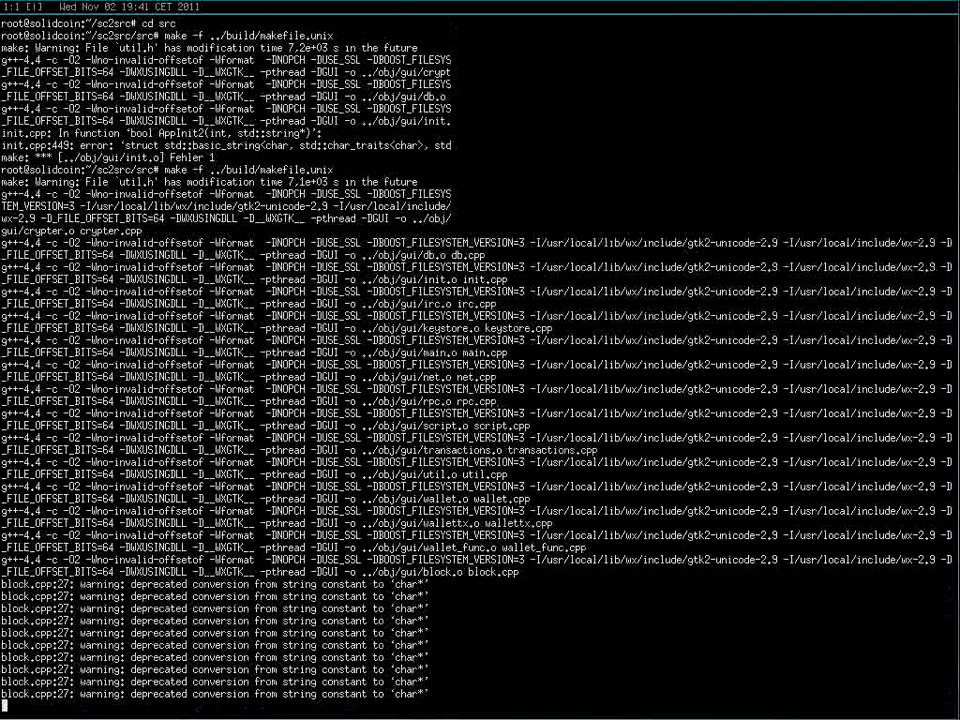 1:1 [|] Wed Nov 02 19:41 CET 2011
root@solidcoin:~/sc2src# cd src
root@solidcoin:~/sc2src/src# make -f ../build/makefile.unix
make: Warning: File `util.h' has modification time 7,2e+03 s in the future
g++-4.4 -c -O2 -Wno-invalid-offsetof -Wformat  -DNOPCH -DUSE_SSL -DBOOST_FILESYS
_FILE_OFFSET_BITS=64 -DWXUSINGDLL -D__WXGTK__ -pthread -DGUI -o ../obj/gui/crypt
g++-4.4 -c -O2 -Wno-invalid-offsetof -Wformat  -DNOPCH -DUSE_SSL -DBOOST_FILESYS
_FILE_OFFSET_BITS=64 -DWXUSINGDLL -D__WXGTK__ -pthread -DGUI -o ../obj/gui/db.o
g++-4.4 -c -O2 -Wno-invalid-offsetof -Wformat  -DNOPCH -DUSE_SSL -DBOOST_FILESYS
_FILE_OFFSET_BITS=64 -DWXUSINGDLL -D__WXGTK__ -pthread -DGUI -o ../obj/gui/init.
init.cpp: In function 'bool AppInit2(int, std::string*)':
init.cpp:449: error: 'struct std::basic_string<char, std::char_traits<char>, std
make: *** [../obj/gui/init.o] Fehler 1
root@solidcoin:~/sc2src/src# make -f ../build/makefile.unix
make: Warning: File `util.h' has modification time 7,1e+03 s in the future
g++-4.4 -c -O2 -Wno-invalid-offsetof -Wformat  -DNOPCH -DUSE_SSL -DBOOST_FILESYS
TEM_VERSION=3 -I/usr/local/lib/wx/include/gtk2-unicode-2.9 -I/usr/local/include/
wx-2.9 -D_FILE_OFFSET_BITS=64 -DWXUSINGDLL -D__WXGTK__ -pthread -DGUI -o ../obj/
gui/crypter.o crypter.cpp
g++-4.4 -c -O2 -Wno-invalid-offsetof -Wformat  -DNOPCH -DUSE_SSL -DBOOST_FILESYSTEM_VERSION=3 -I/usr/local/lib/wx/include/gtk2-unicode-2.9 -I/usr/local/include/wx-2.9 -D
_FILE_OFFSET_BITS=64 -DWXUSINGDLL -D__WXGTK__ -pthread -DGUI -o ../obj/gui/db.o db.cpp
g++-4.4 -c -O2 -Wno-invalid-offsetof -Wformat  -DNOPCH -DUSE_SSL -DBOOST_FILESYSTEM_VERSION=3 -I/usr/local/lib/wx/include/gtk2-unicode-2.9 -I/usr/local/include/wx-2.9 -D
_FILE_OFFSET_BITS=64 -DWXUSINGDLL -D__WXGTK__ -pthread -DGUI -o ../obj/gui/init.o init.cpp
g++-4.4 -c -O2 -Wno-invalid-offsetof -Wformat  -DNOPCH -DUSE_SSL -DBOOST_FILESYSTEM_VERSION=3 -I/usr/local/lib/wx/include/gtk2-unicode-2.9 -I/usr/local/include/wx-2.9 -D
_FILE_OFFSET_BITS=64 -DWXUSINGDLL -D__WXGTK__ -pthread -DGUI -o ../obj/gui/irc.o irc.cpp
g++-4.4 -c -O2 -Wno-invalid-offsetof -Wformat  -DNOPCH -DUSE_SSL -DBOOST_FILESYSTEM_VERSION=3 -I/usr/local/lib/wx/include/gtk2-unicode-2.9 -I/usr/local/include/wx-2.9 -D
_FILE_OFFSET_BITS=64 -DWXUSINGDLL -D__WXGTK__ -pthread -DGUI -o ../obj/gui/keystore.o keystore.cpp
g++-4.4 -c -O2 -Wno-invalid-offsetof -Wformat  -DNOPCH -DUSE_SSL -DBOOST_FILESYSTEM_VERSION=3 -I/usr/local/lib/wx/include/gtk2-unicode-2.9 -I/usr/local/include/wx-2.9 -D
_FILE_OFFSET_BITS=64 -DWXUSINGDLL -D__WXGTK__ -pthread -DGUI -o ../obj/gui/main.o main.cpp
g++-4.4 -c -O2 -Wno-invalid-offsetof -Wformat  -DNOPCH -DUSE_SSL -DBOOST_FILESYSTEM_VERSION=3 -I/usr/local/lib/wx/include/gtk2-unicode-2.9 -I/usr/local/include/wx-2.9 -D
_FILE_OFFSET_BITS=64 -DWXUSINGDLL -D__WXGTK__ -pthread -DGUI -o ../obj/gui/net.o net.cpp
g++-4.4 -c -O2 -Wno-invalid-offsetof -Wformat  -DNOPCH -DUSE_SSL -DBOOST_FILESYSTEM_VERSION=3 -I/usr/local/lib/wx/include/gtk2-unicode-2.9 -I/usr/local/include/wx-2.9 -D
_FILE_OFFSET_BITS=64 -DWXUSINGDLL -D__WXGTK__ -pthread -DGUI -o ../obj/gui/rpc.o rpc.cpp
g++-4.4 -c -O2 -Wno-invalid-offsetof -Wformat  -DNOPCH -DUSE_SSL -DBOOST_FILESYSTEM_VERSION=3 -I/usr/local/lib/wx/include/gtk2-unicode-2.9 -I/usr/local/include/wx-2.9 -D
_FILE_OFFSET_BITS=64 -DWXUSINGDLL -D__WXGTK__ -pthread -DGUI -o ../obj/gui/script.o script.cpp
g++-4.4 -c -O2 -Wno-invalid-offsetof -Wformat  -DNOPCH -DUSE_SSL -DBOOST_FILESYSTEM_VERSION=3 -I/usr/local/lib/wx/include/gtk2-unicode-2.9 -I/usr/local/include/wx-2.9 -D
_FILE_OFFSET_BITS=64 -DWXUSINGDLL -D__WXGTK__ -pthread -DGUI -o ../obj/gui/transactions.o transactions.cpp
g++-4.4 -c -O2 -Wno-invalid-offsetof -Wformat  -DNOPCH -DUSE_SSL -DBOOST_FILESYSTEM_VERSION=3 -I/usr/local/lib/wx/include/gtk2-unicode-2.9 -I/usr/local/include/wx-2.9 -D
_FILE_OFFSET_BITS=64 -DWXUSINGDLL -D__WXGTK__ -pthread -DGUI -o ../obj/gui/util.o util.cpp
g++-4.4 -c -O2 -Wno-invalid-offsetof -Wformat  -DNOPCH -DUSE_SSL -DBOOST_FILESYSTEM_VERSION=3 -I/usr/local/lib/wx/include/gtk2-unicode-2.9 -I/usr/local/include/wx-2.9 -D
_FILE_OFFSET_BITS=64 -DWXUSINGDLL -D__WXGTK__ -pthread -DGUI -o ../obj/gui/wallet.o wallet.cpp
g++-4.4 -c -O2 -Wno-invalid-offsetof -Wformat  -DNOPCH -DUSE_SSL -DBOOST_FILESYSTEM_VERSION=3 -I/usr/local/lib/wx/include/gtk2-unicode-2.9 -I/usr/local/include/wx-2.9 -D
_FILE_OFFSET_BITS=64 -DWXUSINGDLL -D__WXGTK__ -pthread -DGUI -o ../obj/gui/wallettx.o wallettx.cpp
g++-4.4 -c -O2 -Wno-invalid-offsetof -Wformat  -DNOPCH -DUSE_SSL -DBOOST_FILESYSTEM_VERSION=3 -I/usr/local/lib/wx/include/gtk2-unicode-2.9 -I/usr/local/include/wx-2.9 -D
_FILE_OFFSET_BITS=64 -DWXUSINGDLL -D__WXGTK__ -pthread -DGUI -o ../obj/gui/wallet_func.o wallet_func.cpp
g++-4.4 -c -O2 -Wno-invalid-offsetof -Wformat  -DNOPCH -DUSE_SSL -DBOOST_FILESYSTEM_VERSION=3 -I/usr/local/lib/wx/include/gtk2-unicode-2.9 -I/usr/local/include/wx-2.9 -D
_FILE_OFFSET_BITS=64 -DWXUSINGDLL -D__WXGTK__ -pthread -DGUI -o ../obj/gui/block.o block.cpp
block.cpp:27: warning: deprecated conversion from string constant to 'char*'
block.cpp:27: warning: deprecated conversion from string constant to 'char*'
block.cpp:27: warning: deprecated conversion from string constant to 'char*'
block.cpp:27: warning: deprecated conversion from string constant to 'char*'
block.cpp:27: warning: deprecated conversion from string constant to 'char*'
block.cpp:27: warning: deprecated conversion from string constant to 'char*'
block.cpp:27: warning: deprecated conversion from string constant to 'char*'
block.cpp:27: warning: deprecated conversion from string constant to 'char*'
block.cpp:27: warning: deprecated conversion from string constant to 'char*'
block.cpp:27: warning: deprecated conversion from string constant to 'char*'